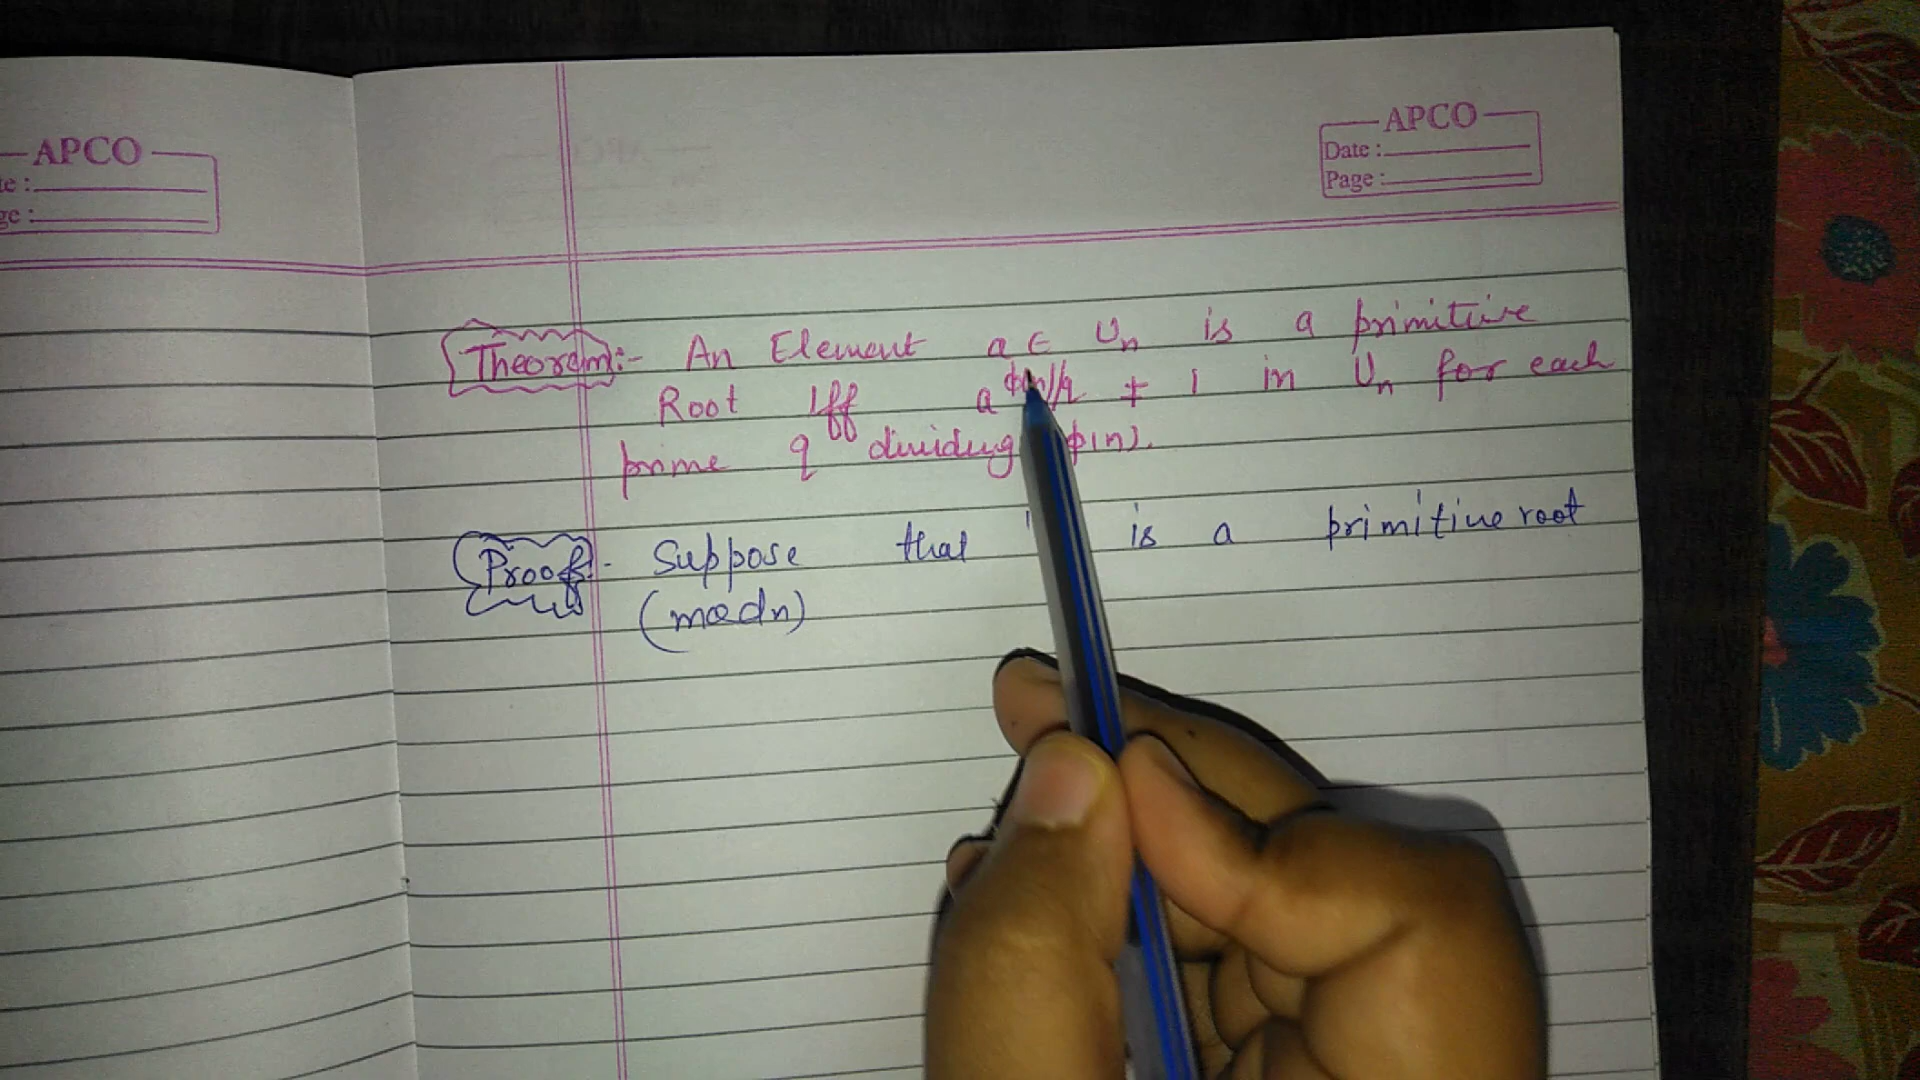 APCO
APCO
Date :
Page :
Theorem:- An Element a ∈ Un is a primitive
Root Iff a^ϕ(n)/q ≠ 1 in Un for each
prime q dividing ϕ(n).
Proof:- Suppose that is a primitive root
(modn)